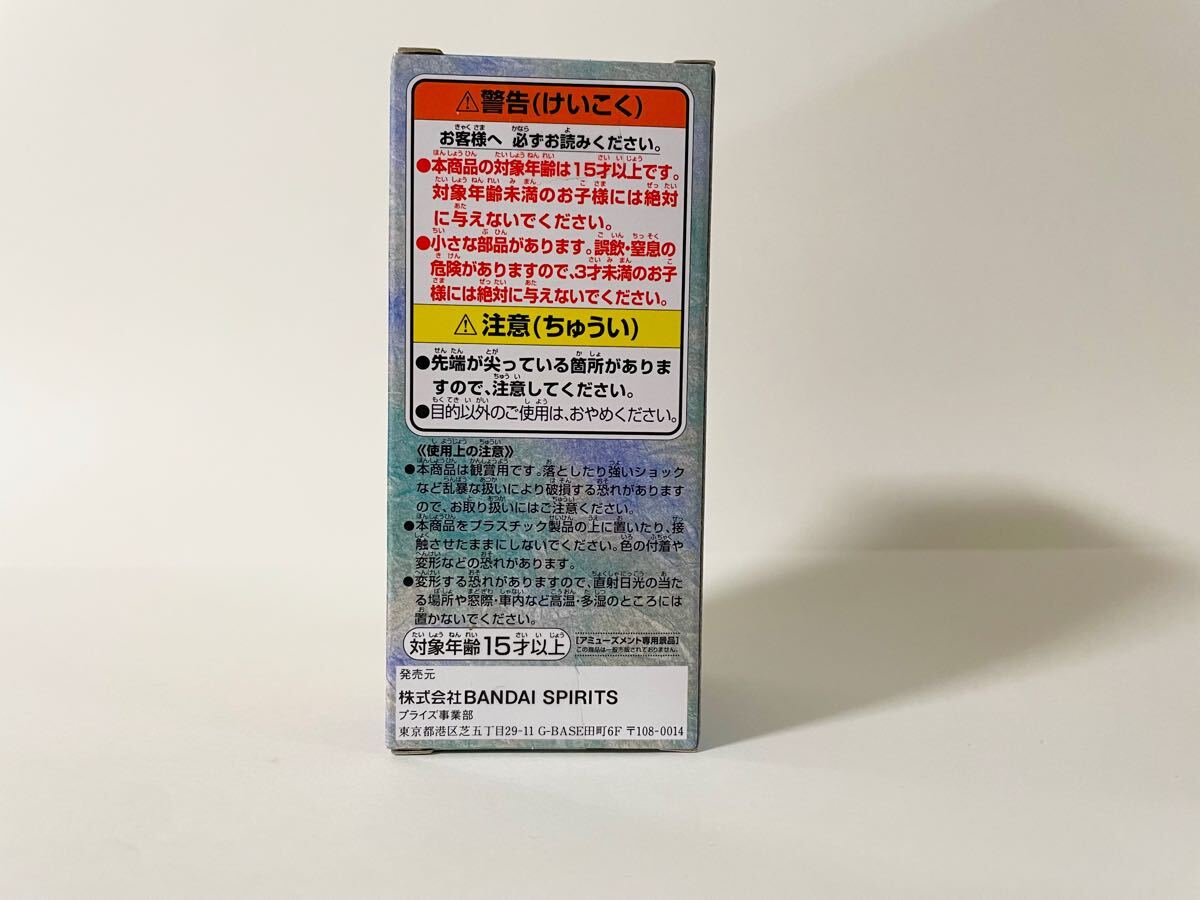 ⚠警告(けいこく)
お客様へ 必ずお読みください。
●本商品の対象年齢は15才以上です。
対象年齢未満のお子様には絶対
に与えないでください。
●小さな部品があります。誤飲・窒息の
危険がありますので、3才未満のお子
様には絶対に与えないでください。
⚠注意(ちゅうい)
●先端が尖っている箇所がありま
すので、注意してください。
●目的以外のご使用は、おやめください。
《使用上の注意》
●本商品は観賞用です。落としたり強いショック
など乱暴な扱いにより破損する恐れがあります
ので、お取り扱いにはご注意ください。
●本商品をプラスチック製品の上に置いたり、接
触させたままにしないでください。色の付着や
変形などの恐れがあります。
●変形する恐れがありますので、直射日光の当た
る場所や窓際・車内など高温・多湿のところには
置かないでください。
対象年齢15才以上
[アミューズメント専用景品]
この商品は一般市販されておりません。
発売元
株式会社BANDAI SPIRITS
プライズ事業部
東京都港区芝五丁目29-11 G-BASE田町6F 〒108-0014